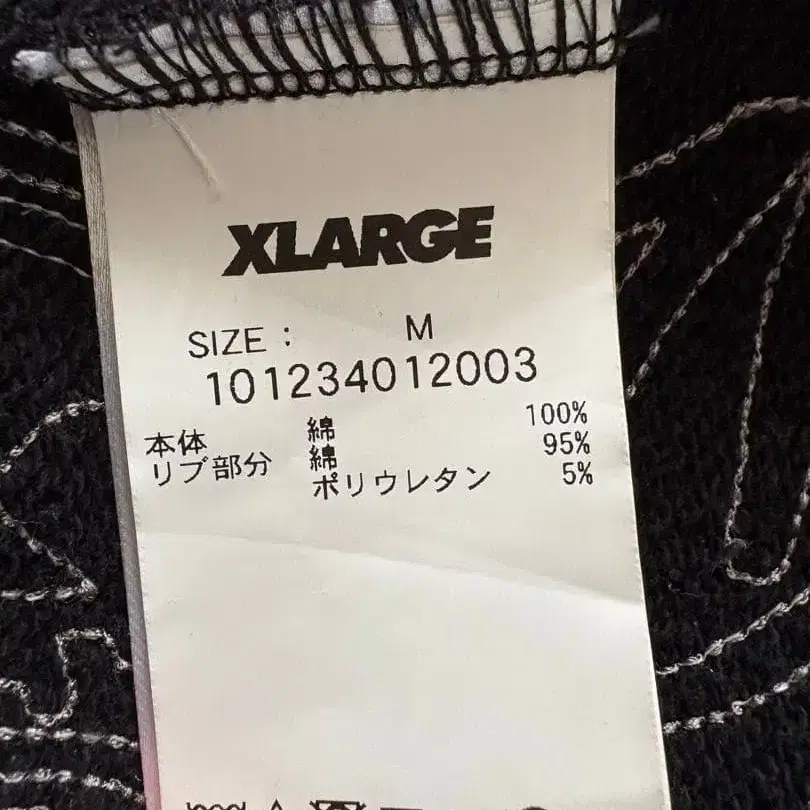 XLARGE
SIZE : M
101234012003
本体 綿 100%
リブ部分 綿 95%
ポリウレタン 5%